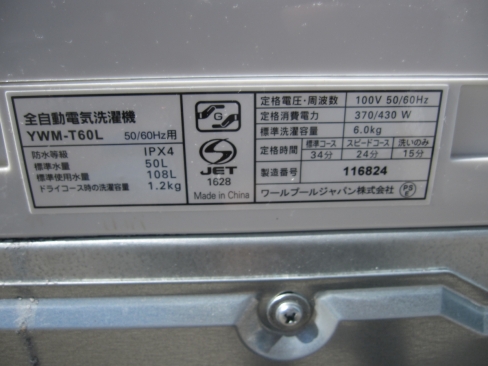 全自動電気洗濯機
YWM-T60L 50/60Hz用
防水等級 IPX4
標準水量 50L
標準使用水量 108L
ドライコース時の洗濯容量 1.2kg
G
JET
1628
Made in China
定格電圧・周波数 100V 50/60Hz
定格消費電力 370/430 W
標準洗濯容量 6.0kg
定格時間 標準コース スピードコース 洗いのみ
34分 24分 15分
製造番号 116824
ワールプールジャパン株式会社